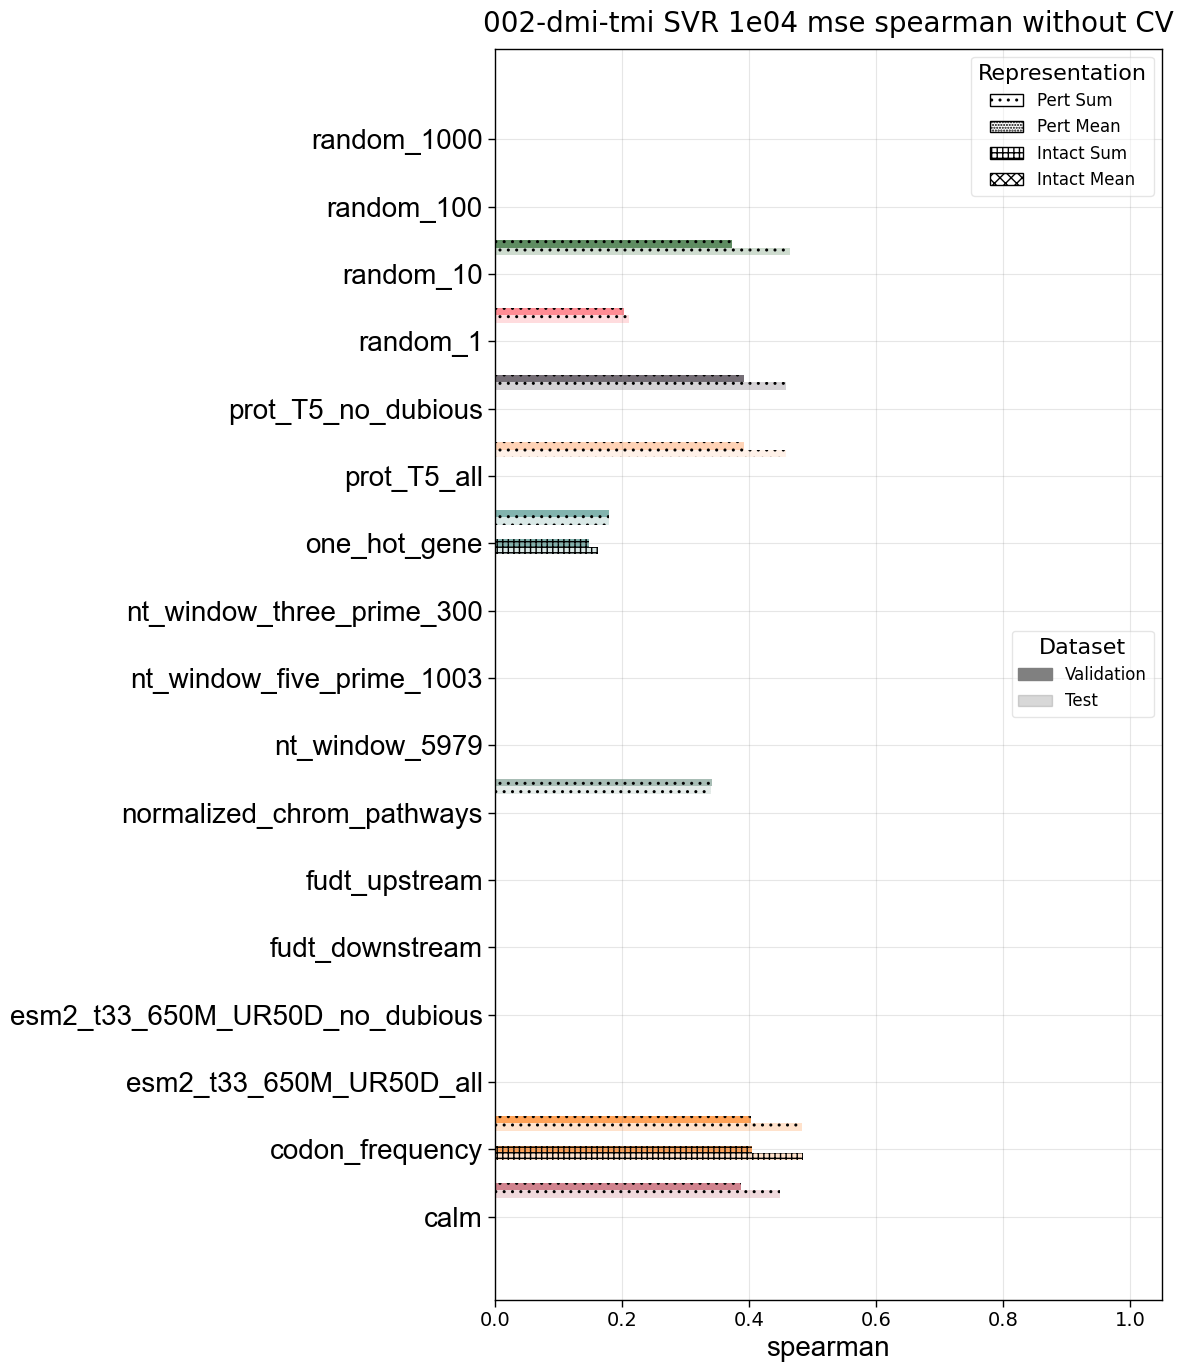 002-dmi-tmi SVR 1e04 mse spearman without CV
Representation
Pert Sum
Pert Mean
Intact Sum
Intact Mean
random_1000
random_100
random_10
random_1
prot_T5_no_dubious
prot_T5_all
one_hot_gene
nt_window_three_prime_300
nt_window_five_prime_1003
nt_window_5979
normalized_chrom_pathways
fudt_upstream
fudt_downstream
esm2_t33_650M_UR50D_no_dubious
esm2_t33_650M_UR50D_all
codon_frequency
calm
Dataset
Validation
Test
0.0 0.2 0.4 0.6 0.8 1.0
spearman